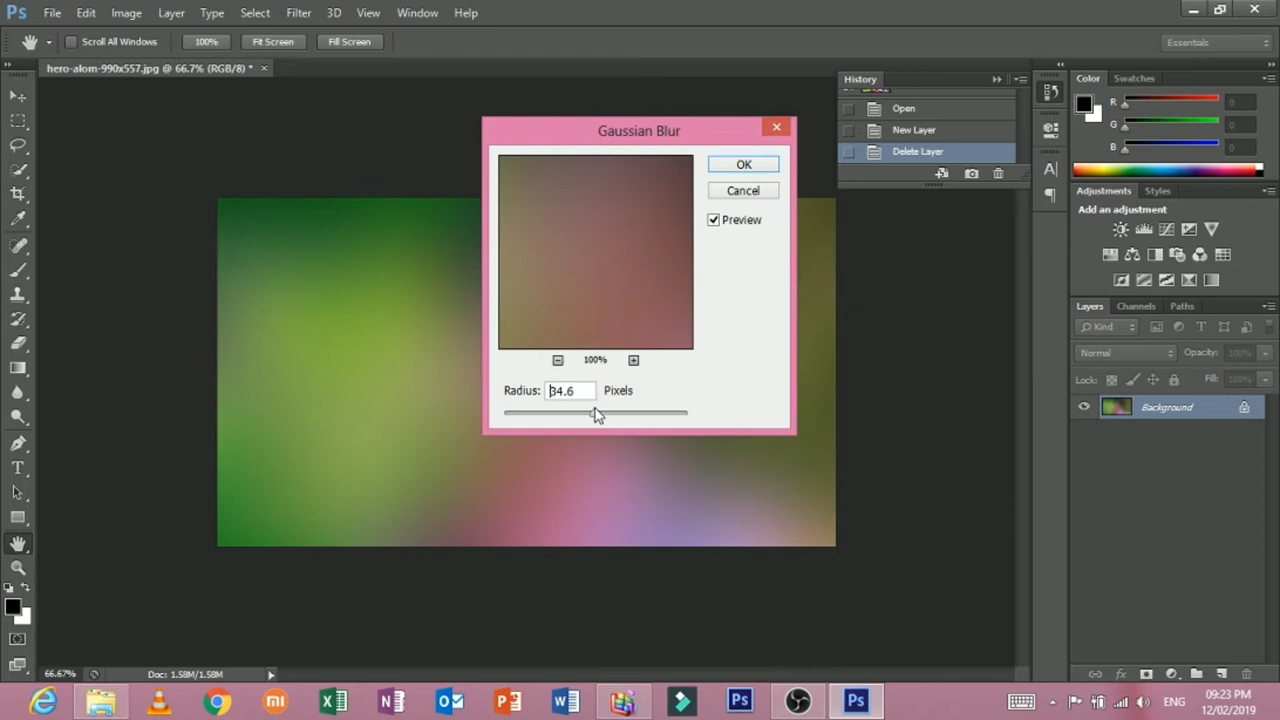 Ps File Edit Image Layer Type Select Filter 3D View Window Help
Scroll All Windows 100% Fit Screen Fill Screen Essentials
hero-alom-990x557.jpg @ 66.7% (RGB/8) * ×
History
Open
New Layer
Delete Layer
Gaussian Blur
OK
Cancel
Preview
100%
Radius: 34.6 Pixels
Color Swatches
R 0
G 0
B 0
Adjustments Styles
Add an adjustment
Layers Channels Paths
Kind
Normal Opacity: 100%
Lock: Fill: 100%
Background
66.67% Doc: 1.58M/1.58M
ENG
09:23 PM
12/02/2019